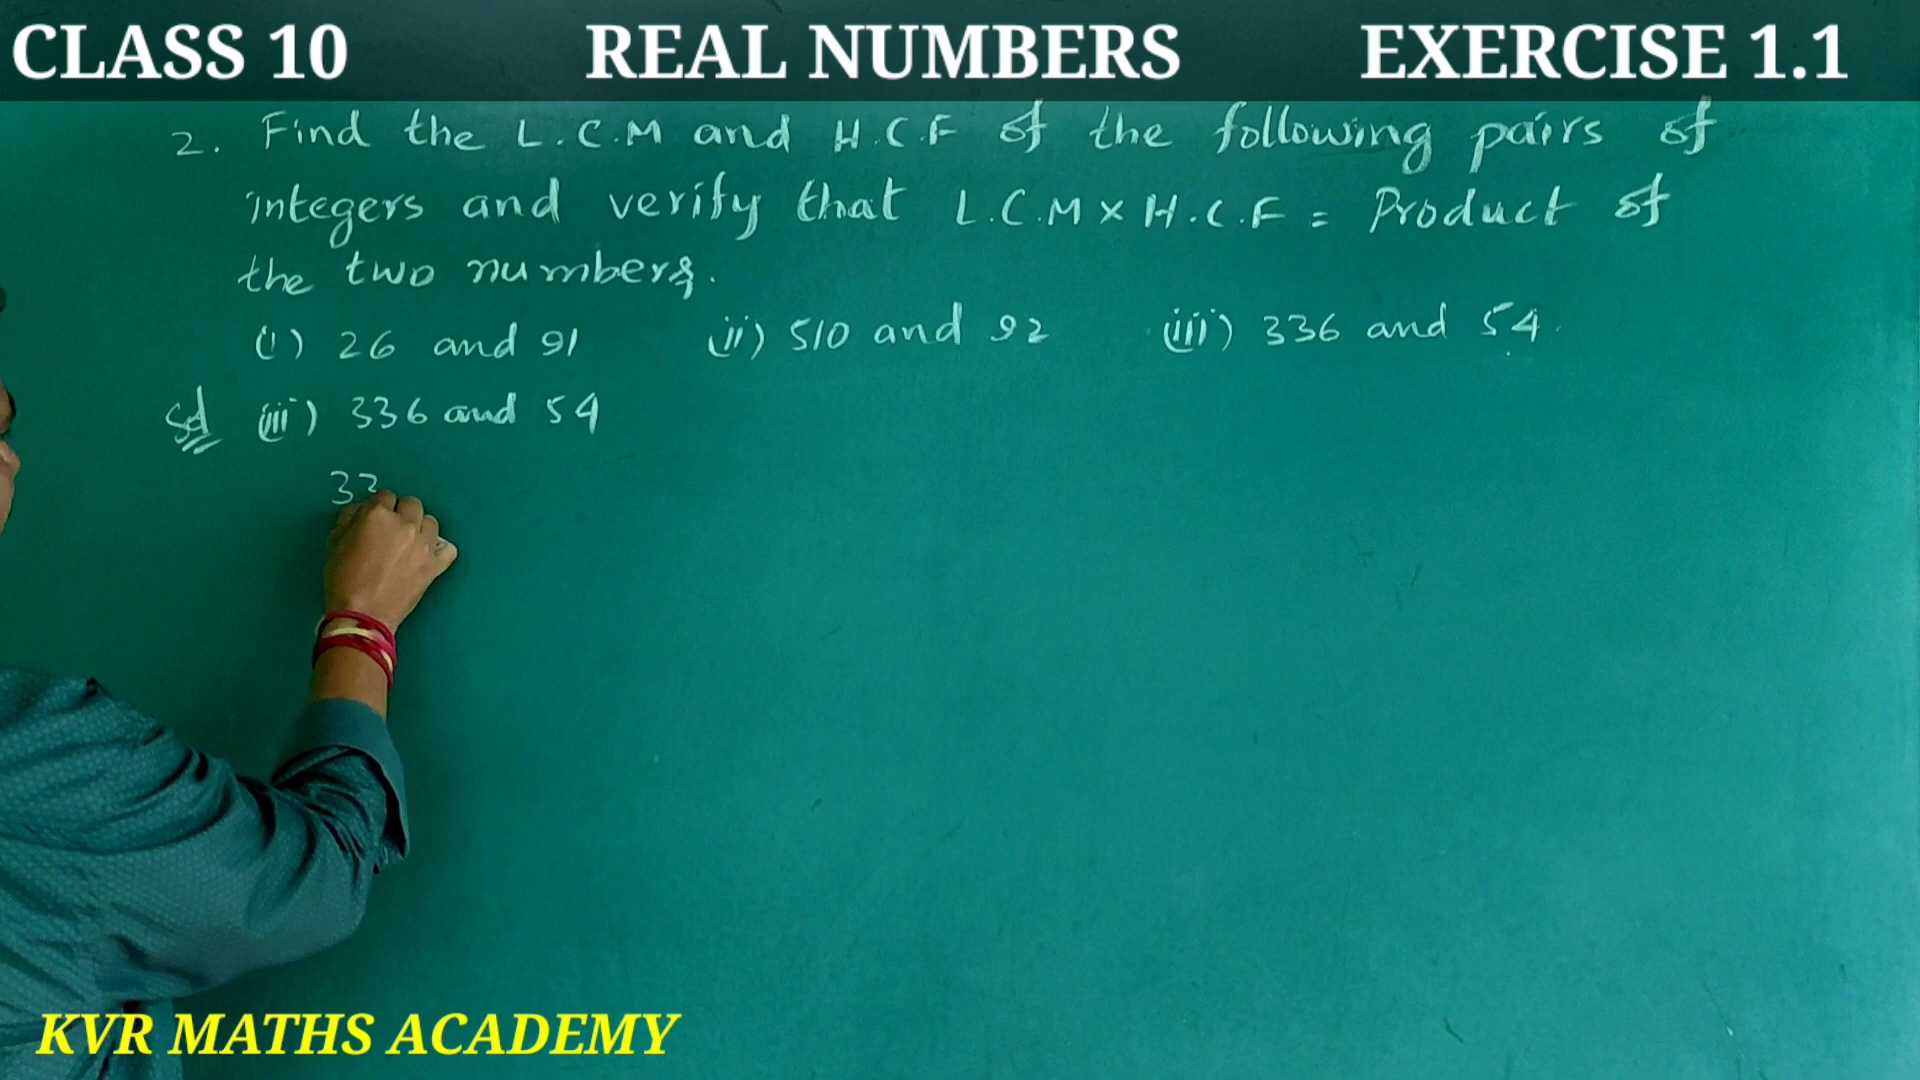 CLASS 10 REAL NUMBERS EXERCISE 1.1
2. Find the L.C.M and H.C.F of the following pairs of
integers and verify that L.C.M x H.C.F = Product of
the two numbers.
(i) 26 and 91 (ii) 510 and 92 (iii) 336 and 54.
Sol (iii) 336 and 54
33
KVR MATHS ACADEMY